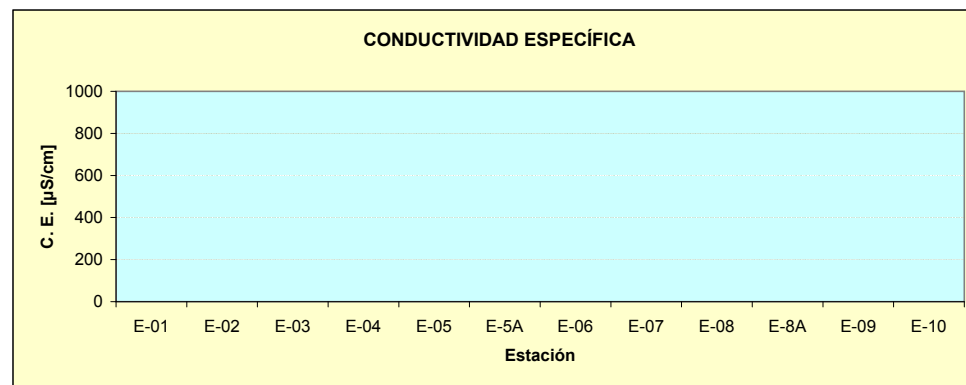 CONDUCTIVIDAD ESPECÍFICA
1000
800
600
400
200
0
C. E. [µS/cm]
E-01 E-02 E-03 E-04 E-05 E-5A E-06 E-07 E-08 E-8A E-09 E-10
Estación